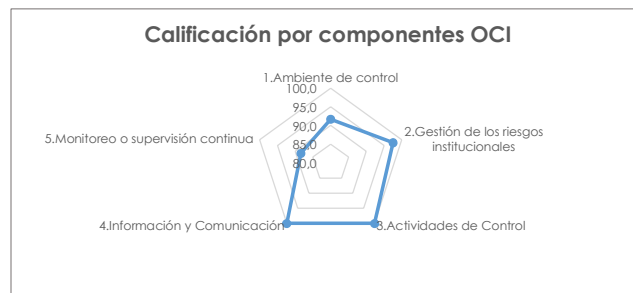 Calificación por componentes OCI
1.Ambiente de control
100,0
95,0
90,0
85,0
80,0
2.Gestión de los riesgos
institucionales
3.Actividades de Control
4.Información y Comunicación
5.Monitoreo o supervisión continua